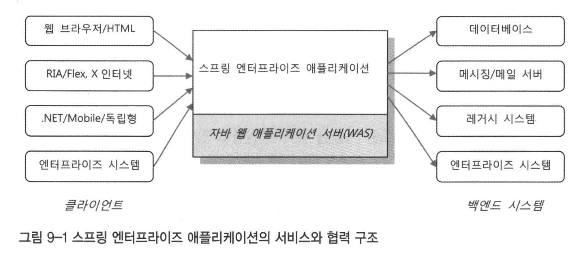 웹 브라우저/HTML
RIA/Flex, X 인터넷
.NET/Mobile/독립형
엔터프라이즈 시스템
클라이언트
스프링 엔터프라이즈 애플리케이션
자바 웹 애플리케이션 서버(WAS)
데이터베이스
메시징/메일 서버
레거시 시스템
엔터프라이즈 시스템
백엔드 시스템
그림 9-1 스프링 엔터프라이즈 애플리케이션의 서비스와 협력 구조